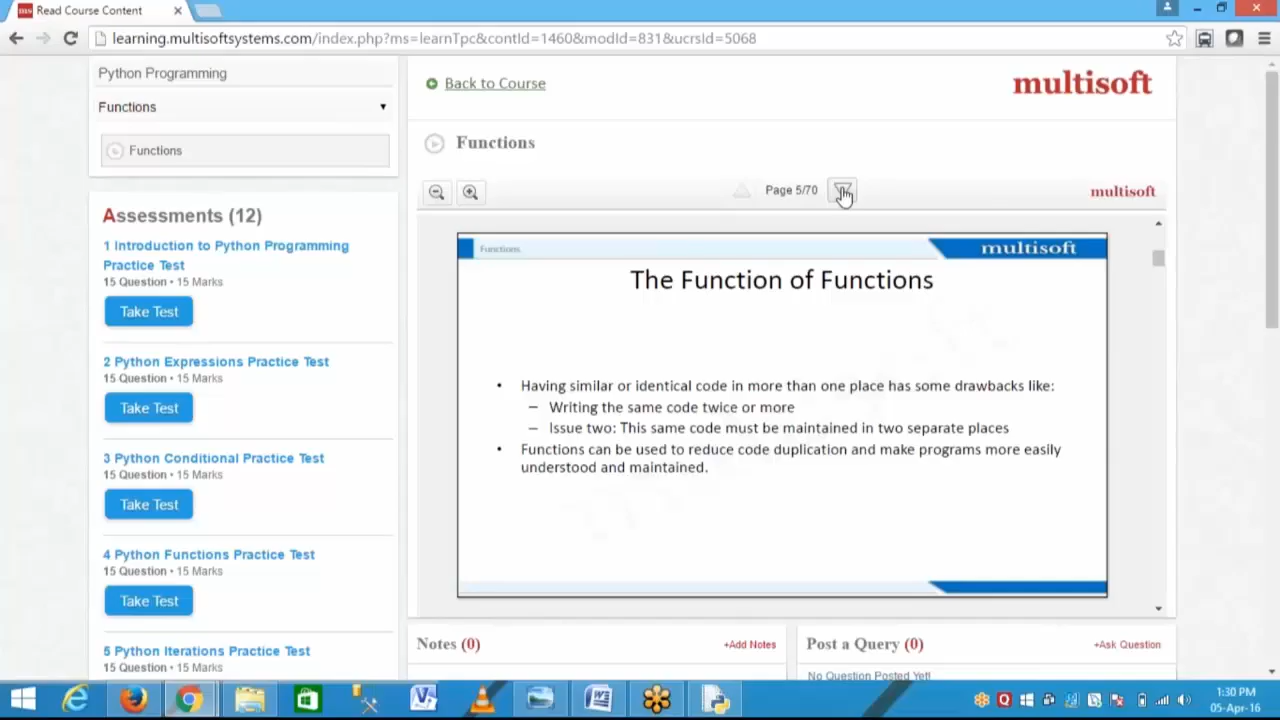 Read Course Content
learning.multisoftsystems.com/index.php?ms=learnTpc&contId=1460&modId=831&ucrsId=5068
Python Programming
Functions
Functions
Assessments (12)
1 Introduction to Python Programming
Practice Test
15 Question • 15 Marks
Take Test
2 Python Expressions Practice Test
15 Question • 15 Marks
Take Test
3 Python Conditional Practice Test
15 Question • 15 Marks
Take Test
4 Python Functions Practice Test
15 Question • 15 Marks
Take Test
5 Python Iterations Practice Test
15 Question • 15 Marks
Back to Course
multisoft
Functions
Page 5/70
multisoft
Functions
multisoft
The Function of Functions
• Having similar or identical code in more than one place has some drawbacks like:
– Writing the same code twice or more
– Issue two: This same code must be maintained in two separate places
• Functions can be used to reduce code duplication and make programs more easily
understood and maintained.
Notes (0)
+Add Notes
Post a Query (0)
+Ask Question
No Question Posted Yet!
1:30 PM
05-Apr-16